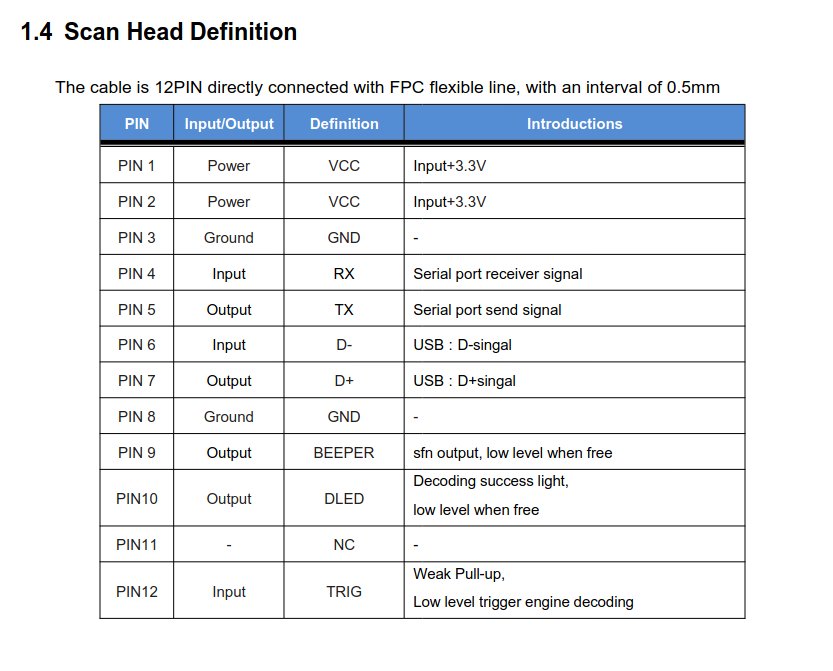 1.4 Scan Head Definition
The cable is 12PIN directly connected with FPC flexible line, with an interval of 0.5mm
PIN Input/Output Definition Introductions
PIN 1 Power VCC Input+3.3V
PIN 2 Power VCC Input+3.3V
PIN 3 Ground GND -
PIN 4 Input RX Serial port receiver signal
PIN 5 Output TX Serial port send signal
PIN 6 Input D- USB : D-singal
PIN 7 Output D+ USB : D+singal
PIN 8 Ground GND -
PIN 9 Output BEEPER sfn output, low level when free
PIN10 Output DLED Decoding success light,
low level when free
PIN11 - NC -
PIN12 Input TRIG Weak Pull-up,
Low level trigger engine decoding